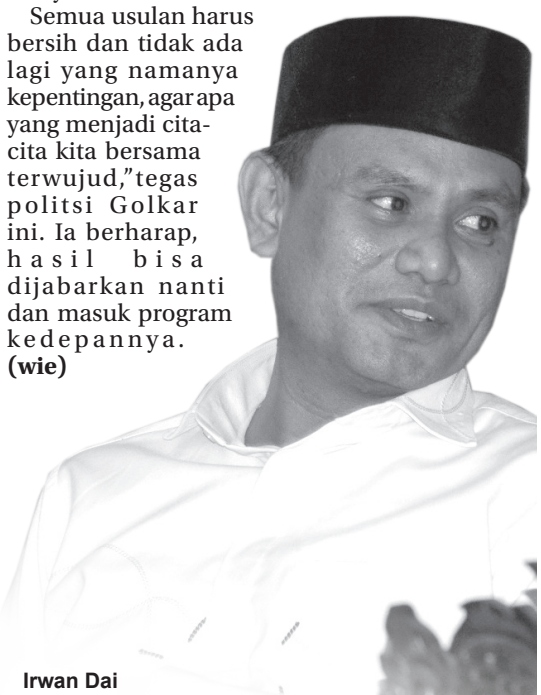 Semua usulan harus
bersih dan tidak ada
lagi yang namanya
kepentingan, agar apa
yang menjadi cita-
cita kita bersama
terwujud,"tegas
politsi Golkar
ini. Ia berharap,
hasil bisa
dijabarkan nanti
dan masuk program
kedepannya.
(wie)
Irwan Dai